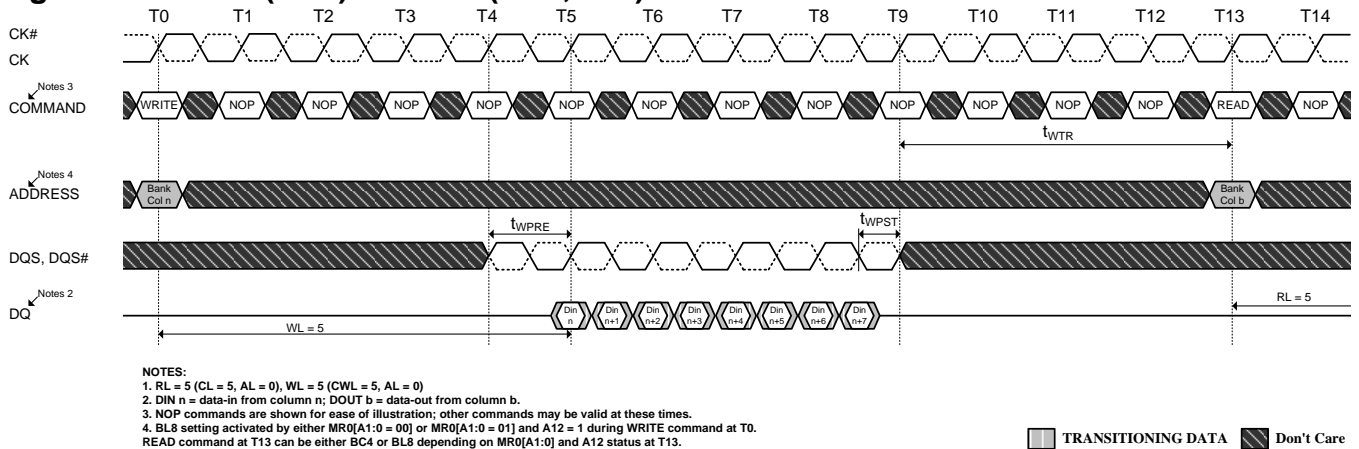 T0 T1 T2 T3 T4 T5 T6 T7 T8 T9 T10 T11 T12 T13 T14
CK#
CK
Notes 3
COMMAND
WRITE NOP NOP NOP NOP NOP NOP NOP NOP NOP NOP NOP NOP READ NOP
tWTR
Notes 4
ADDRESS
Bank
Col n
Bank
Col b
tWPRE
tWPST
DQS, DQS#
Notes 2
DQ
Din
n
Din
n+1
Din
n+2
Din
n+3
Din
n+4
Din
n+5
Din
n+6
Din
n+7
RL = 5
WL = 5
NOTES:
1. RL = 5 (CL = 5, AL = 0), WL = 5 (CWL = 5, AL = 0)
2. DIN n = data-in from column n; DOUT b = data-out from column b.
3. NOP commands are shown for ease of illustration; other commands may be valid at these times.
4. BL8 setting activated by either MR0[A1:0 = 00] or MR0[A1:0 = 01] and A12 = 1 during WRITE command at T0.
READ command at T13 can be either BC4 or BL8 depending on MR0[A1:0] and A12 status at T13.
TRANSITIONING DATA Don't Care